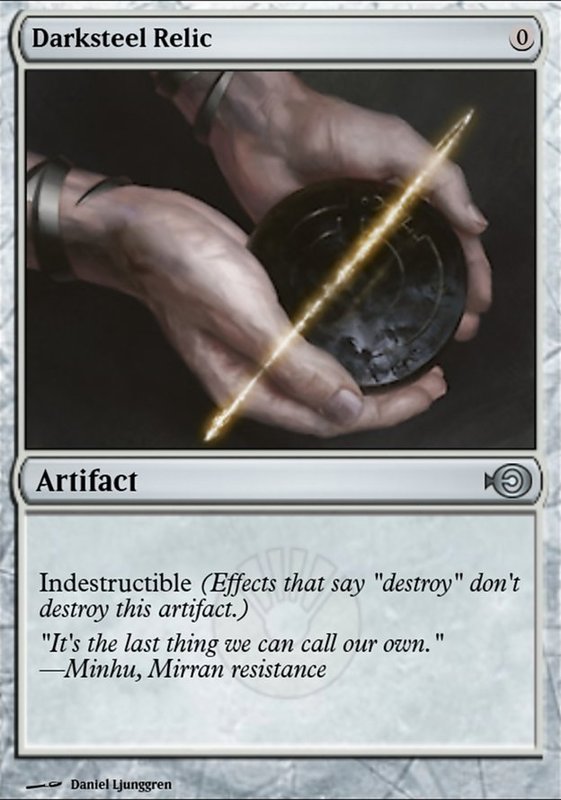 Darksteel Relic 0
Artifact
Indestructible (Effects that say "destroy" don't
destroy this artifact.)
"It's the last thing we can call our own."
—Minhu, Mirran resistance
Daniel Ljunggren